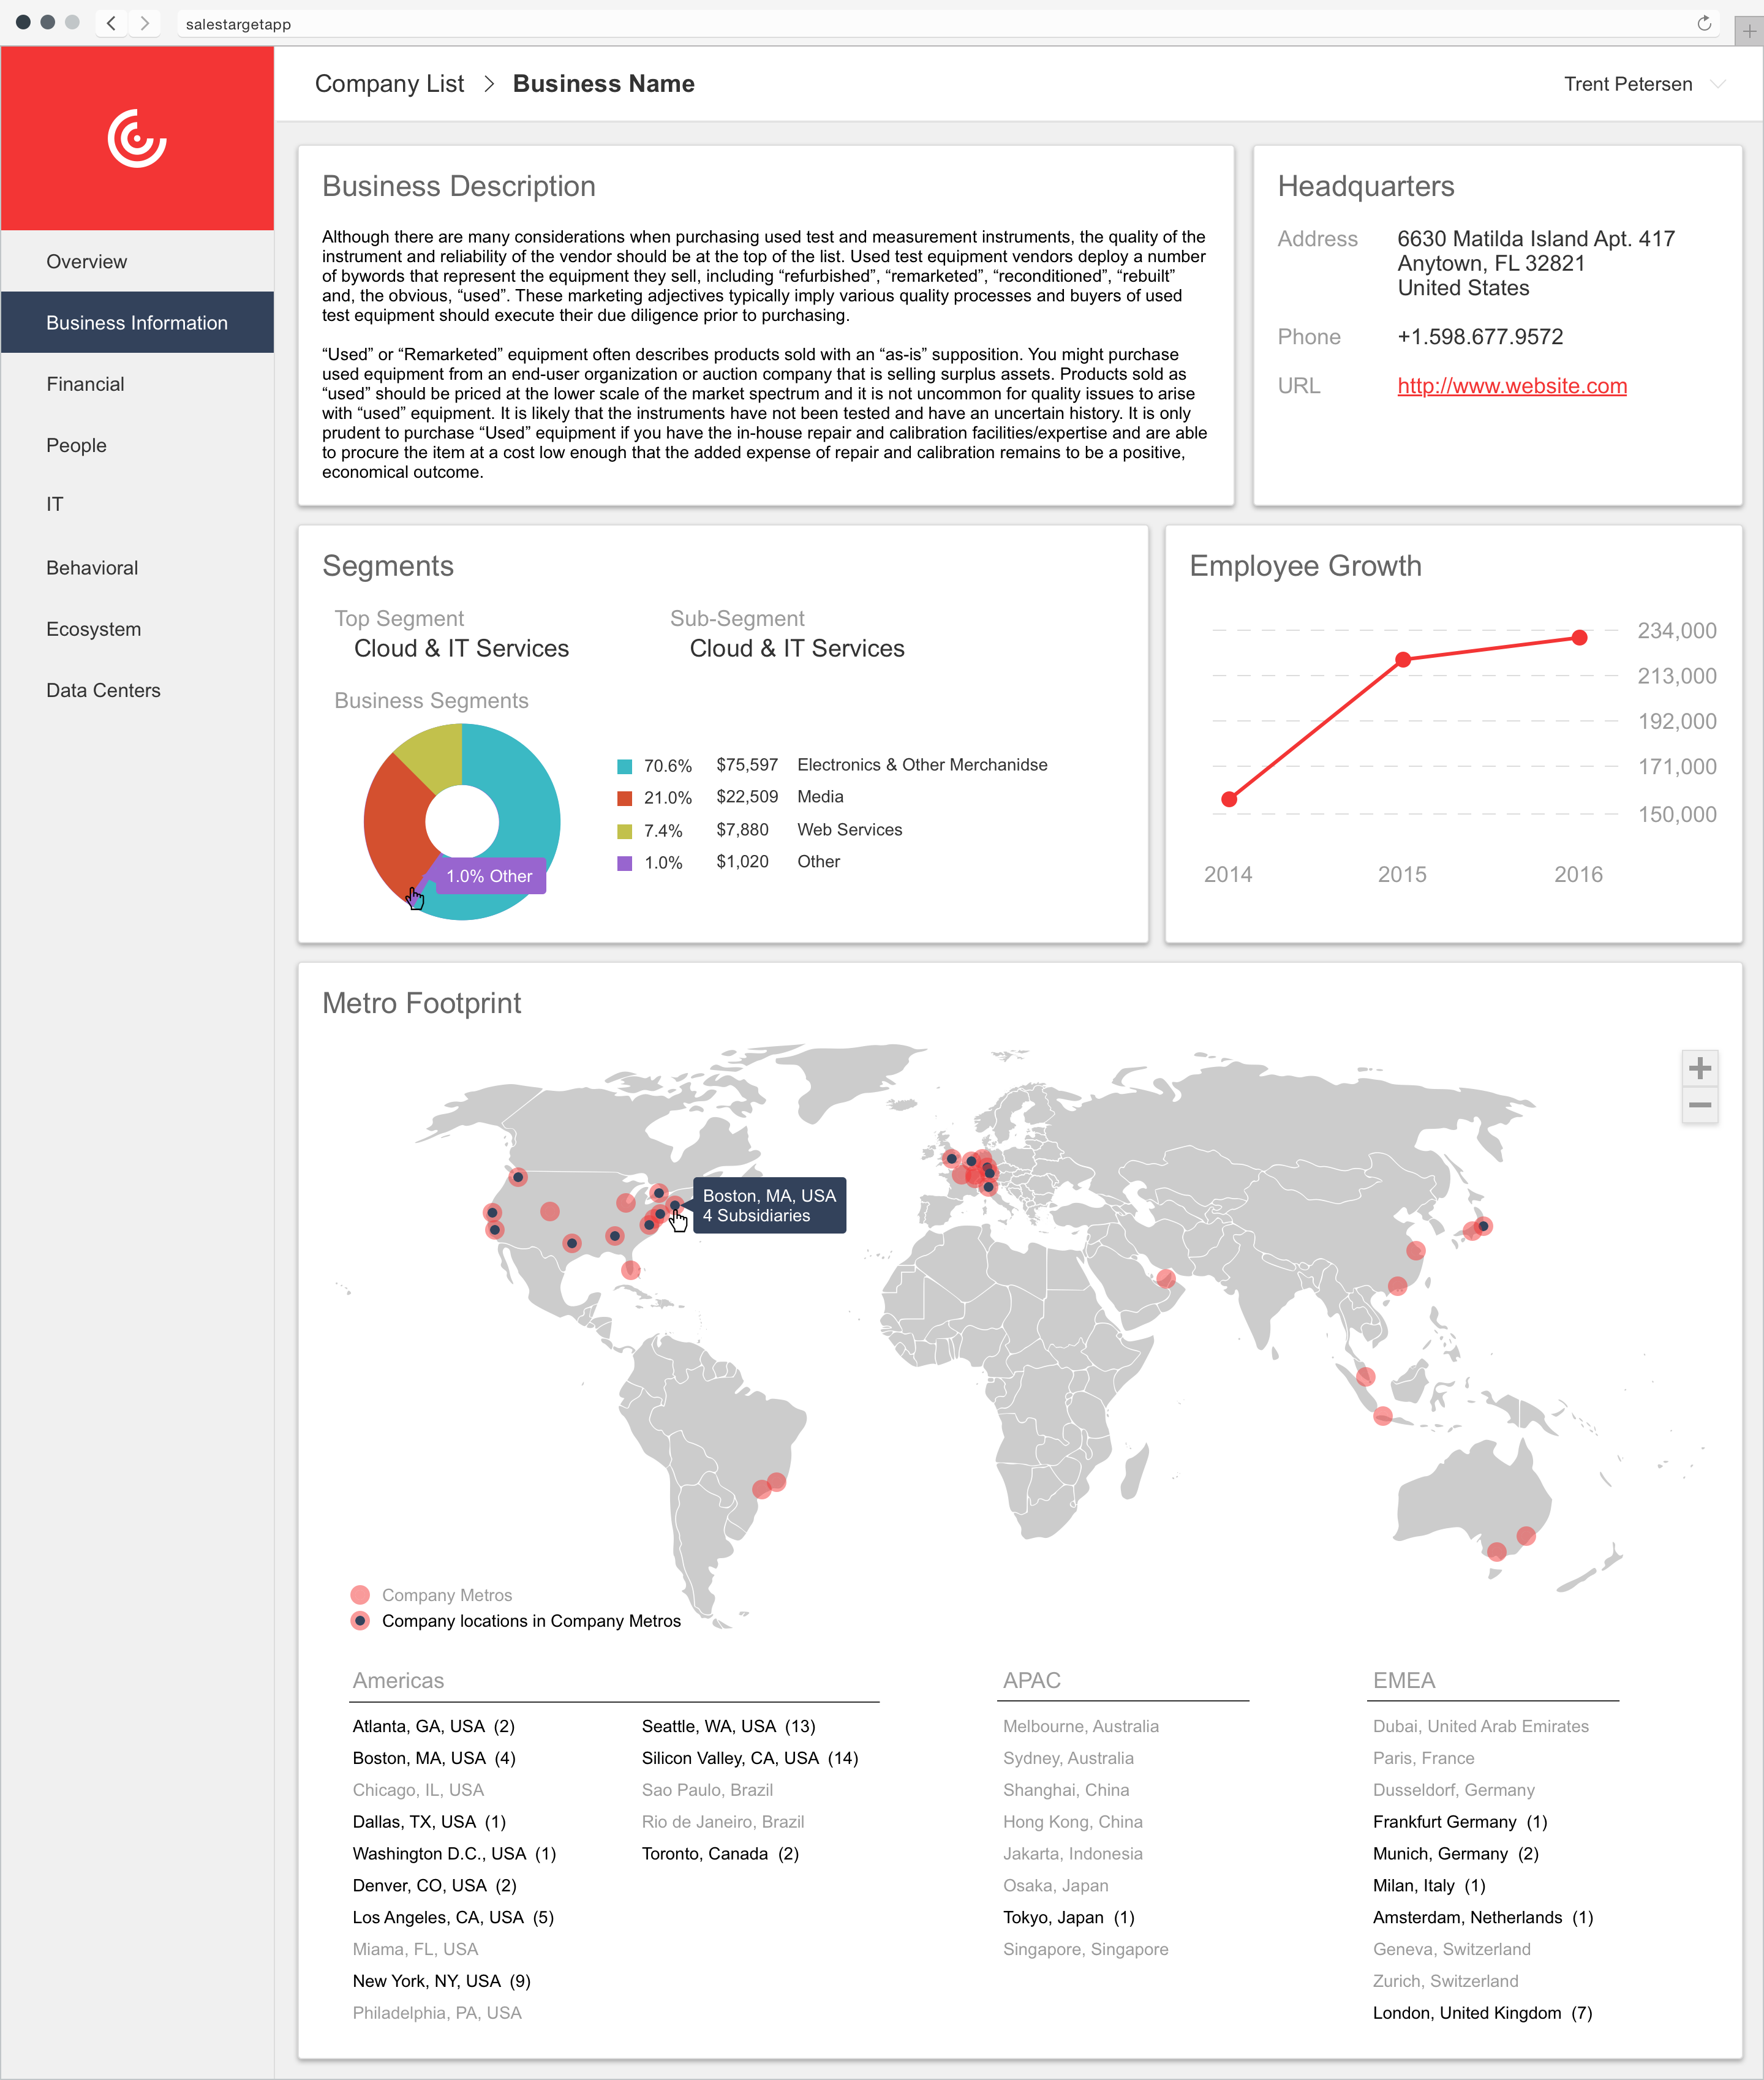 salestargetapp
Company List > Business Name
Trent Petersen
Overview
Business Information
Financial
People
IT
Behavioral
Ecosystem
Data Centers
Business Description
Although there are many considerations when purchasing used test and measurement instruments, the quality of the
instrument and reliability of the vendor should be at the top of the list. Used test equipment vendors deploy a number
of bywords that represent the equipment they sell, including “refurbished”, “remarketed”, “reconditioned”, “rebuilt”
and, the obvious, “used”. These marketing adjectives typically imply various quality processes and buyers of used
test equipment should execute their due diligence prior to purchasing.
“Used” or “Remarketed” equipment often describes products sold with an “as-is” supposition. You might purchase
used equipment from an end-user organization or auction company that is selling surplus assets. Products sold as
“used” should be priced at the lower scale of the market spectrum and it is not uncommon for quality issues to arise
with “used” equipment. It is likely that the instruments have not been tested and have an uncertain history. It is only
prudent to purchase “Used” equipment if you have the in-house repair and calibration facilities/expertise and are able
to procure the item at a cost low enough that the added expense of repair and calibration remains to be a positive,
economical outcome.
Headquarters
Address 6630 Matilda Island Apt. 417
Anytown, FL 32821
United States
Phone +1.598.677.9572
URL http://www.website.com
Segments
Top Segment
Cloud & IT Services
Sub-Segment
Cloud & IT Services
Business Segments
70.6% $75,597 Electronics & Other Merchanidse
21.0% $22,509 Media
7.4% $7,880 Web Services
1.0% $1,020 Other
1.0% Other
Employee Growth
234,000
213,000
192,000
171,000
150,000
2014 2015 2016
Metro Footprint
Boston, MA, USA
4 Subsidiaries
Company Metros
Company locations in Company Metros
Americas
Atlanta, GA, USA (2)
Boston, MA, USA (4)
Chicago, IL, USA
Dallas, TX, USA (1)
Washington D.C., USA (1)
Denver, CO, USA (2)
Los Angeles, CA, USA (5)
Miama, FL, USA
New York, NY, USA (9)
Philadelphia, PA, USA
Seattle, WA, USA (13)
Silicon Valley, CA, USA (14)
Sao Paulo, Brazil
Rio de Janeiro, Brazil
Toronto, Canada (2)
APAC
Melbourne, Australia
Sydney, Australia
Shanghai, China
Hong Kong, China
Jakarta, Indonesia
Osaka, Japan
Tokyo, Japan (1)
Singapore, Singapore
EMEA
Dubai, United Arab Emirates
Paris, France
Dusseldorf, Germany
Frankfurt Germany (1)
Munich, Germany (2)
Milan, Italy (1)
Amsterdam, Netherlands (1)
Geneva, Switzerland
Zurich, Switzerland
London, United Kingdom (7)